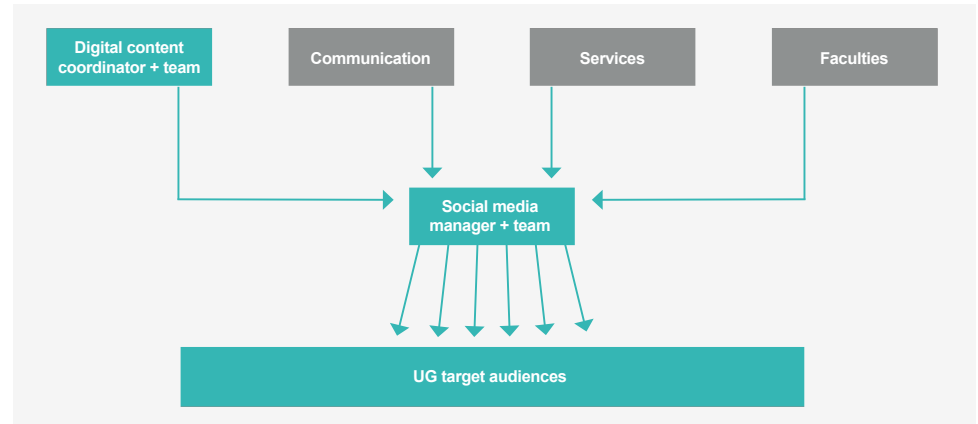 Digital content
coordinator + team
Communication
Services
Faculties
Social media
manager + team
UG target audiences